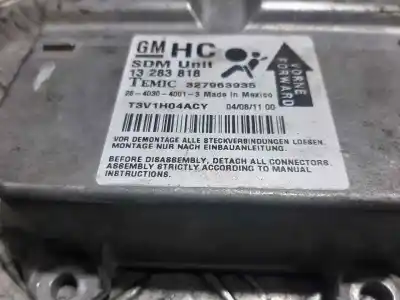 GM HC
SDM Unit
13 283 818
TEMIC 327963935
28-4030-4001-3 Made in Mexico
T3V1H04ACY 04/08/11 00
VORNE
FORWARD
VOR DEMONTAGE ALLE STECKVERBINDUNGEN LOESEN.
MONTAGE NUR NACH EINBAUANLEITUNG.
BEFORE DISASSEMBLY, DETACH ALL CONNECTORS.
ASSEMBLY STRICTLY ACCORDING TO MANUAL
INSTRUCTIONS.